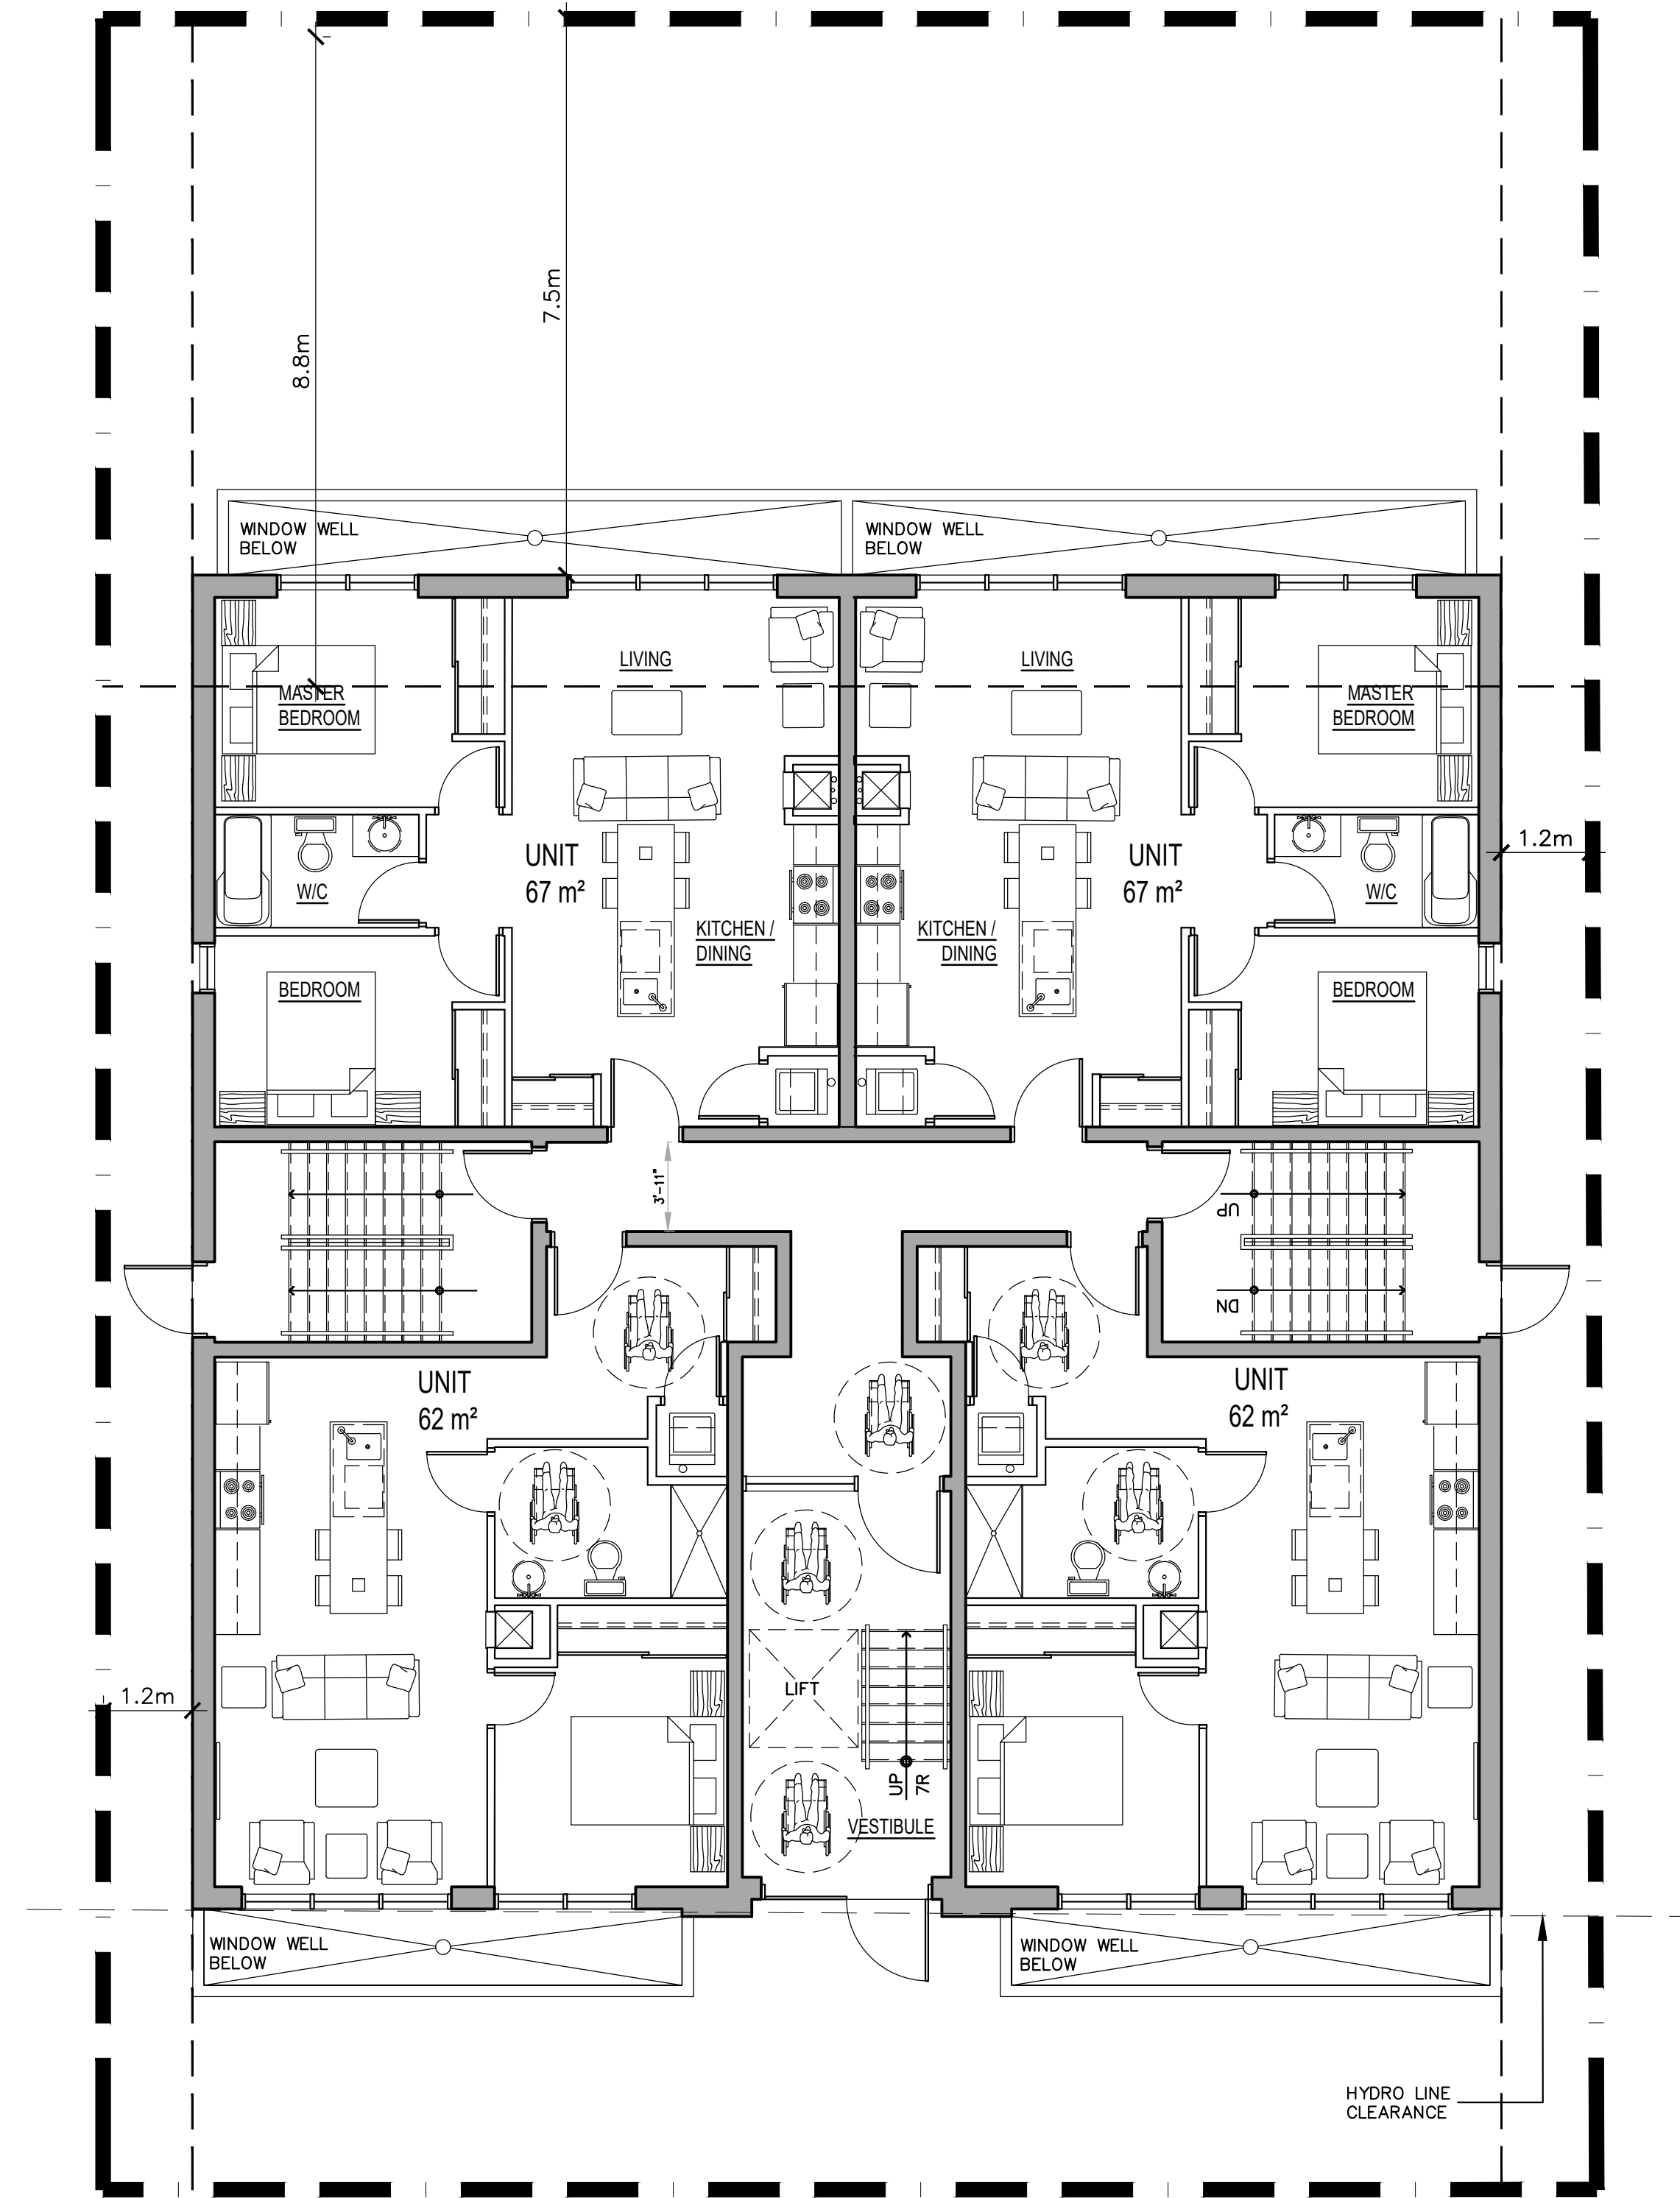 7.5m
8.8m
WINDOW WELL
BELOW
WINDOW WELL
BELOW
LIVING
LIVING
MASTER
BEDROOM
MASTER
BEDROOM
1.2m
UNIT
67 m²
UNIT
67 m²
W/C
W/C
KITCHEN /
DINING
KITCHEN /
DINING
BEDROOM
BEDROOM
3'-11"
UP
DN
UNIT
62 m²
UNIT
62 m²
1.2m
LIFT
UP
7R
VESTIBULE
WINDOW WELL
BELOW
WINDOW WELL
BELOW
HYDRO LINE
CLEARANCE